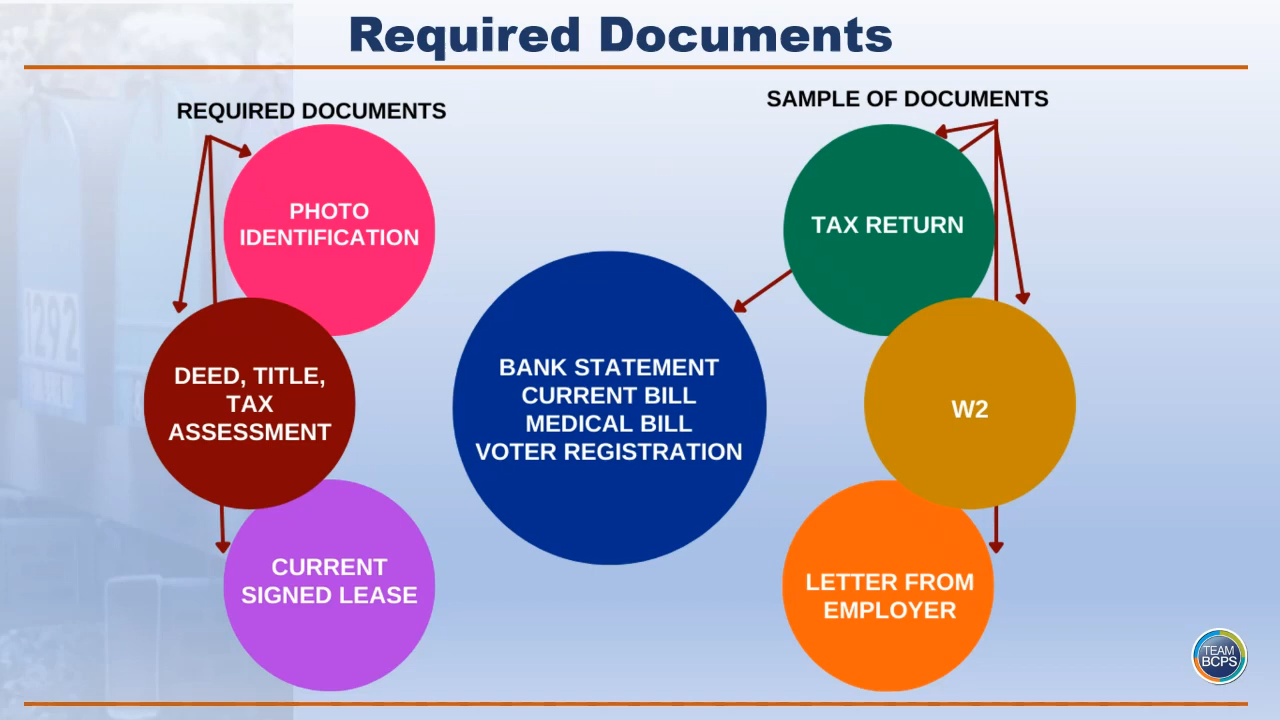 Required Documents
REQUIRED DOCUMENTS
PHOTO
IDENTIFICATION
DEED, TITLE,
TAX
ASSESSMENT
CURRENT
SIGNED LEASE
BANK STATEMENT
CURRENT BILL
MEDICAL BILL
VOTER REGISTRATION
SAMPLE OF DOCUMENTS
TAX RETURN
W2
LETTER FROM
EMPLOYER
1292
TEAM
BCPS